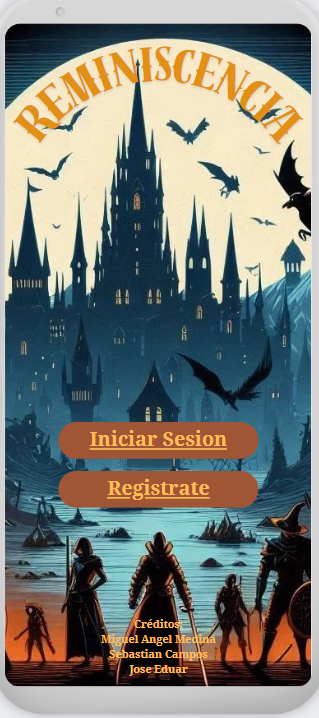 REMINISCENCIA
Iniciar Sesion
Registrate
Créditos:
Miguel Angel Medina
Sebastian Campos
Jose Eduar